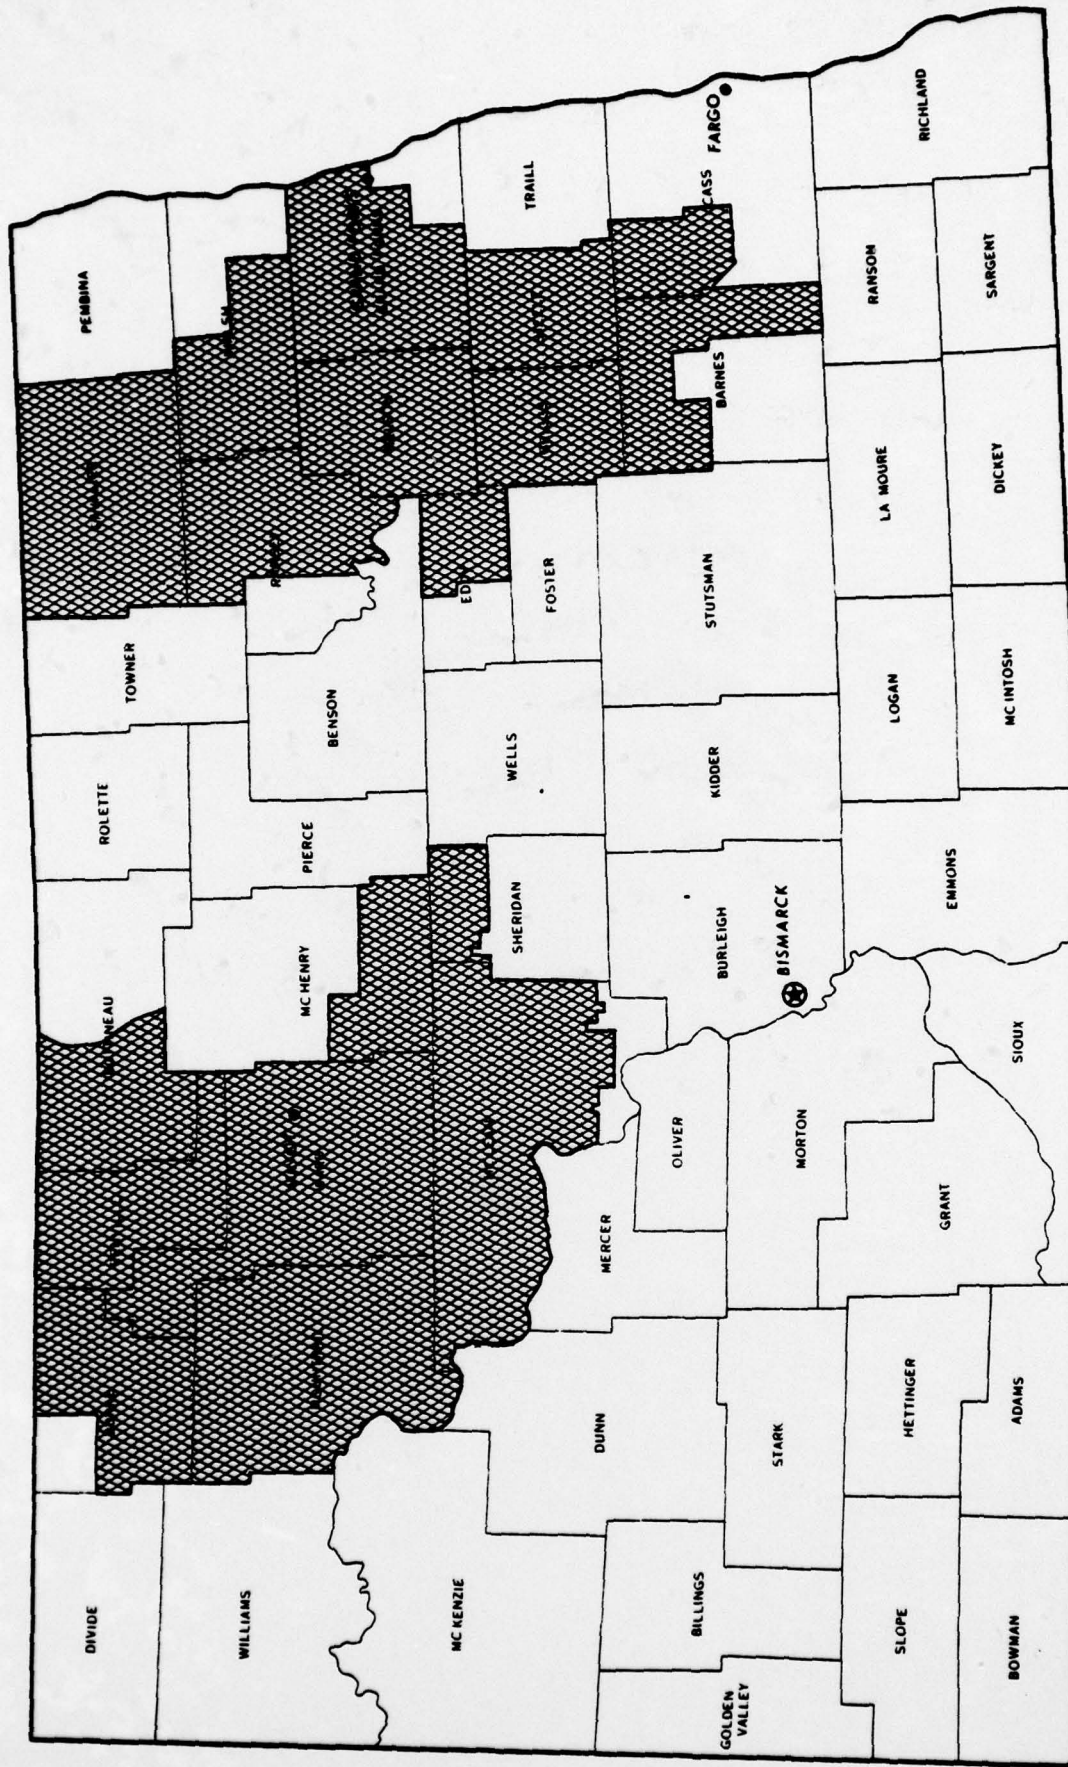 DIVIDE
WILLIAMS
MC KENZIE
GOLDEN
VALLEY
BILLINGS
SLOPE
BOWMAN
DUNN
STARK
HETTINGER
ADAMS
MERCER
OLIVER
MORTON
GRANT
SIOUX
MC HENRY
SHERIDAN
BURLEIGH
BISMARCK
EMMONS
ROLETTE
PIERCE
TOWNER
BENSON
WELLS
KIDDER
LOGAN
MC INTOSH
FOSTER
STUTSMAN
LA MOURE
DICKEY
PEMBINA
TRAILL
BARNES
CASS
FARGO
RANSOM
SARGENT
RICHLAND